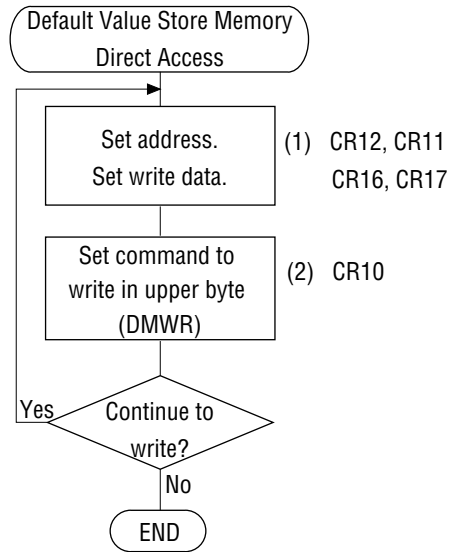 Default Value Store Memory
Direct Access
Set address.
Set write data.
(1) CR12, CR11
CR16, CR17
Set command to
write in upper byte
(DMWR)
(2) CR10
Yes
Continue to
write?
No
END